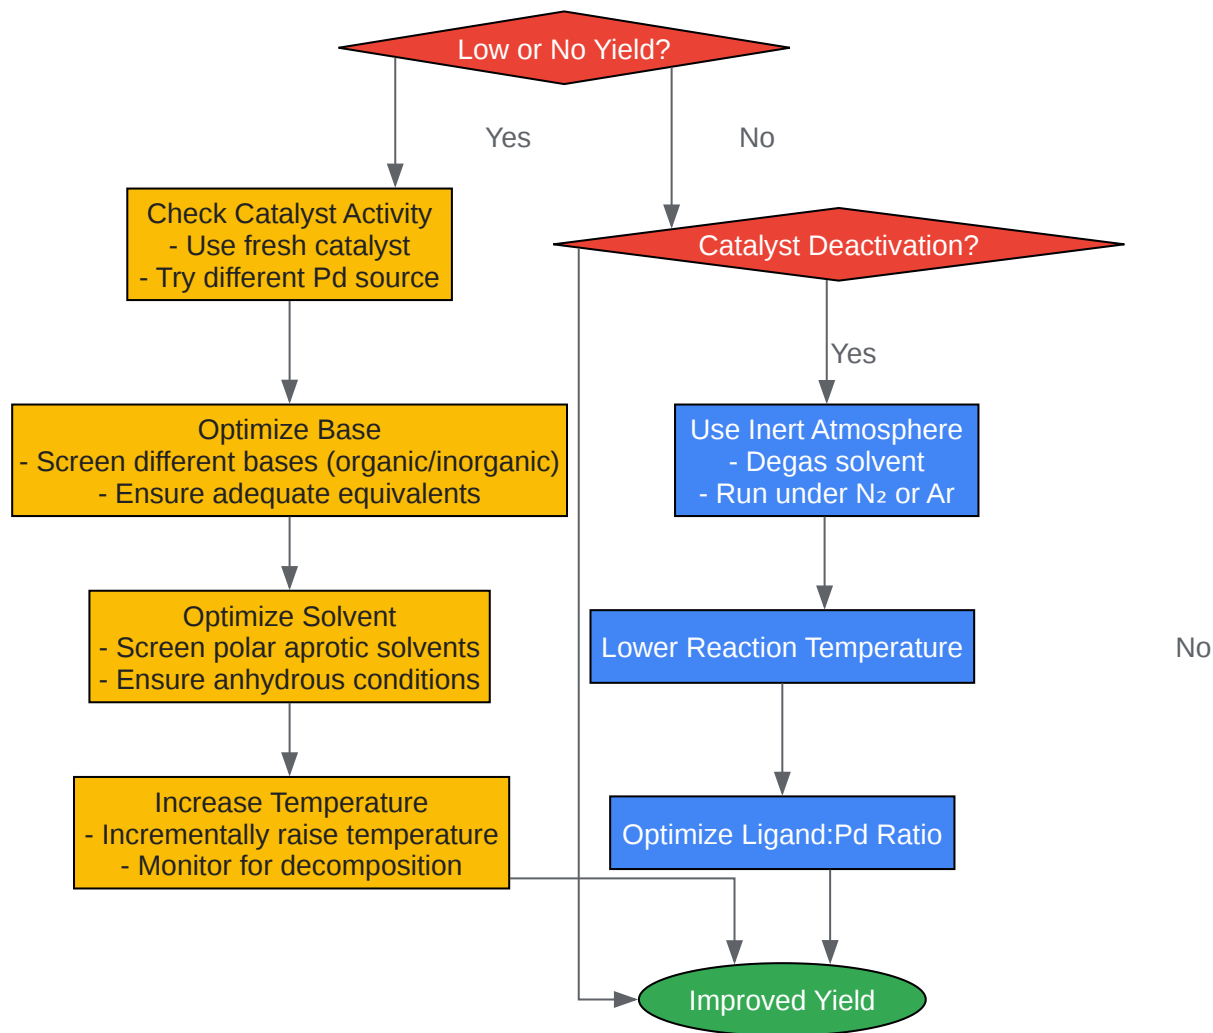 Low or No Yield?
Yes
No
Check Catalyst Activity
- Use fresh catalyst
- Try different Pd source
Catalyst Deactivation?
Yes
Optimize Base
- Screen different bases (organic/inorganic)
- Ensure adequate equivalents
Use Inert Atmosphere
- Degas solvent
- Run under N₂ or Ar
Optimize Solvent
- Screen polar aprotic solvents
- Ensure anhydrous conditions
Lower Reaction Temperature
No
Increase Temperature
- Incrementally raise temperature
- Monitor for decomposition
Optimize Ligand:Pd Ratio
Improved Yield